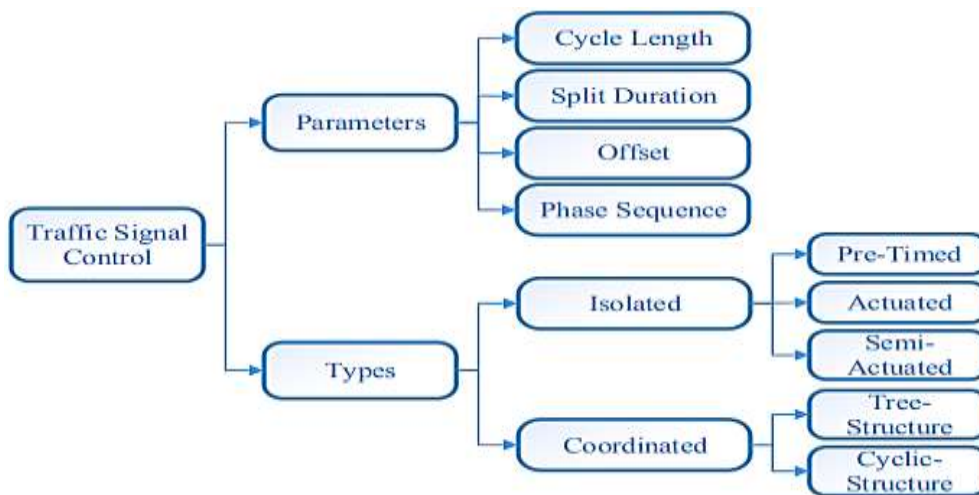 Traffic Signal
Control
Parameters
Cycle Length
Split Duration
Offset
Phase Sequence
Types
Isolated
Pre-Timed
Actuated
Semi-
Actuated
Coordinated
Tree-
Structure
Cyclic-
Structure